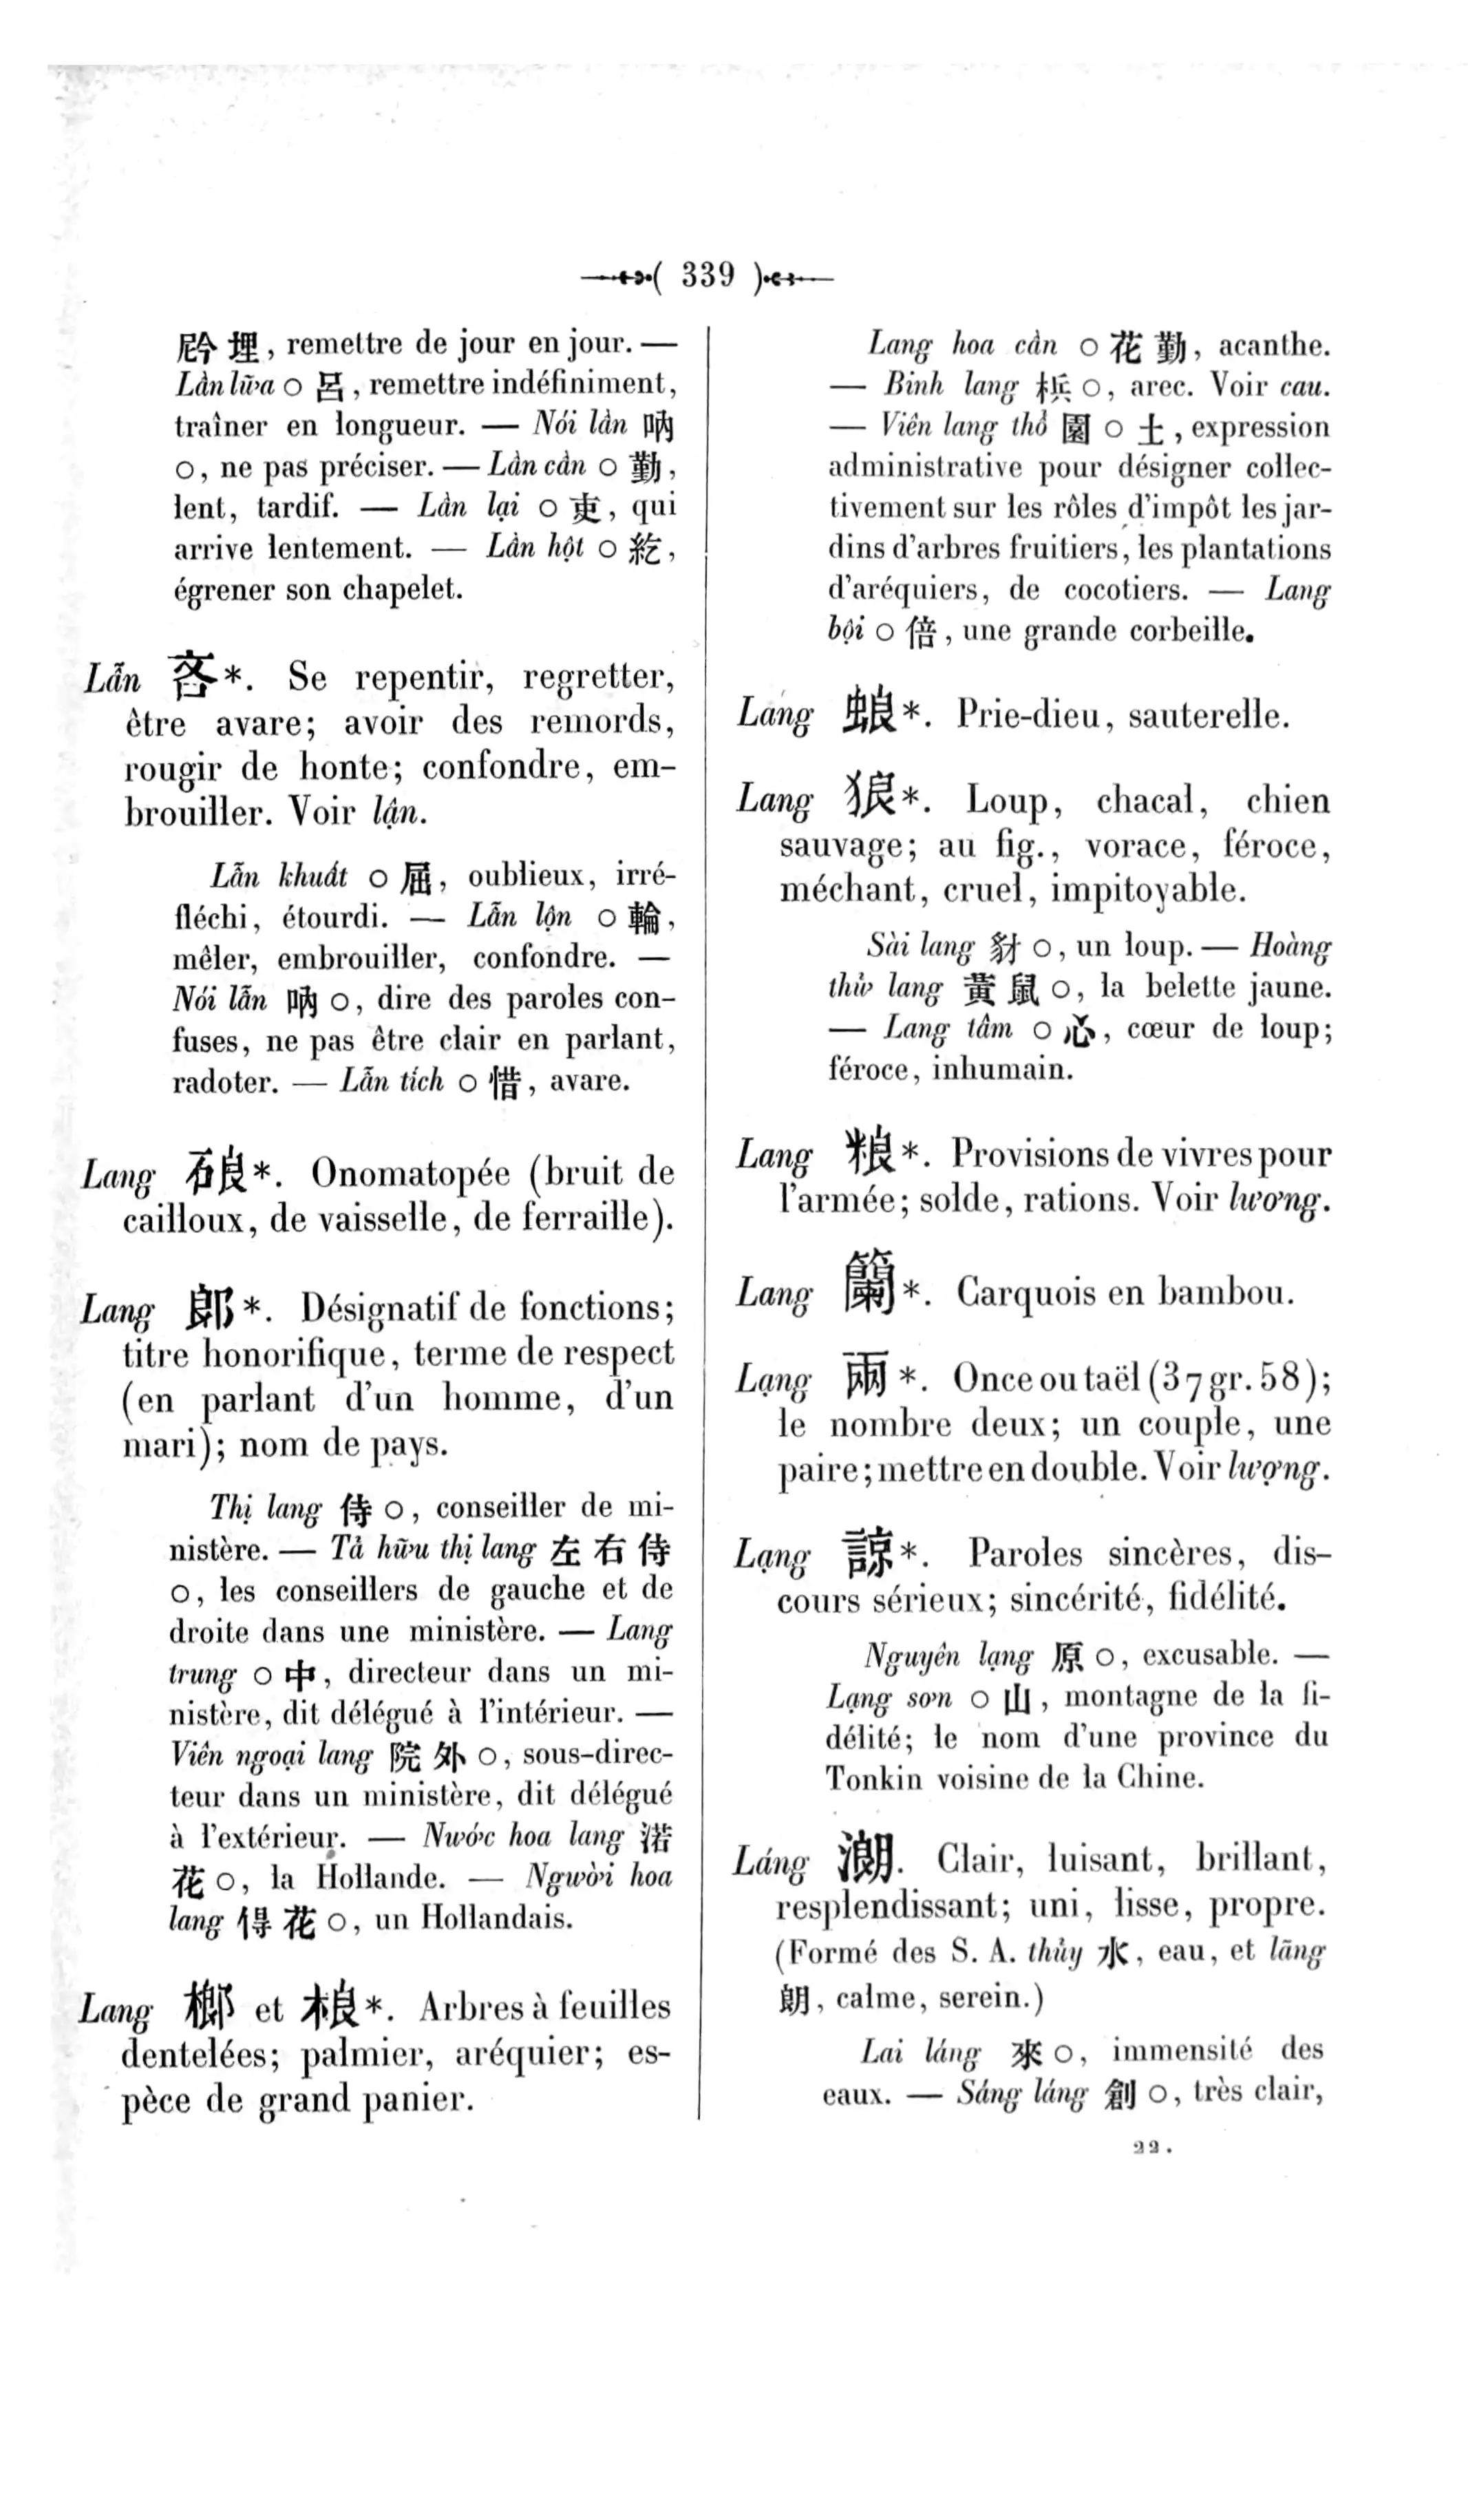 ( 339 )
埋, remettre de jour en jour. —
Lần lữa ○ 呂, remettre indéfiniment,
traîner en longueur. — Nói lần 吶
○, ne pas préciser. — Lần cần ○ 勤,
lent, tardif. — Lần lại ○ 吏, qui
arrive lentement. — Lần hột ○ 紇,
égrener son chapelet.
Lẫn 吝*. Se repentir, regretter,
être avare; avoir des remords,
rougir de honte; confondre, em-
brouiller. Voir lận.
Lẫn khuất ○ 屈, oublieux, irré-
fléchi, étourdi. — Lẫn lộn ○ 輪,
mêler, embrouiller, confondre. —
Nói lẫn 吶 ○, dire des paroles con-
fuses, ne pas être clair en parlant,
radoter. — Lẫn tích ○ 惜, avare.
Lang 硠*. Onomatopée (bruit de
cailloux, de vaisselle, de ferraille).
Lang 郎*. Désignatif de fonctions;
titre honorifique, terme de respect
(en parlant d'un homme, d'un
mari); nom de pays.
Thị lang 侍 ○, conseiller de mi-
nistère. — Tả hữu thị lang 左 右 侍
○, les conseillers de gauche et de
droite dans une ministère. — Lang
trung ○ 中, directeur dans un mi-
nistère, dit délégué à l'intérieur. —
Viên ngoại lang 院 外 ○, sous-direc-
teur dans un ministère, dit délégué
à l'extérieur. — Nước hoa lang 渃
花 ○, la Hollande. — Người hoa
lang 得 花 ○, un Hollandais.
Lang 榔 et 桹*. Arbres à feuilles
dentelées; palmier, aréquier; es-
pèce de grand panier.
Lang hoa cần ○ 花 勤, acanthe.
— Binh lang 梹 ○, arec. Voir cau.
— Viên lang thổ 園 ○ 土, expression
administrative pour désigner collec-
tivement sur les rôles d'impôt les jar-
dins d'arbres fruitiers, les plantations
d'aréquiers, de cocotiers. — Lang
bội ○ 倍, une grande corbeille.
Lang 蜋*. Prie-dieu, sauterelle.
Lang 狼*. Loup, chacal, chien
sauvage; au fig., vorace, féroce,
méchant, cruel, impitoyable.
Sài lang 豺 ○, un loup. — Hoàng
thử lang 黃 鼠 ○, la belette jaune.
— Lang tâm ○ 心, cœur de loup;
féroce, inhumain.
Lang 粮*. Provisions de vivres pour
l'armée; solde, rations. Voir lương.
Lang 籣*. Carquois en bambou.
Lạng 兩*. Once ou taël (37 gr. 58);
le nombre deux; un couple, une
paire; mettre en double. Voir lượng.
Lạng 諒*. Paroles sincères, dis-
cours sérieux; sincérité, fidélité.
Nguyên lạng 原 ○, excusable. —
Lạng sơn ○ 山, montagne de la fi-
délité; le nom d'une province du
Tonkin voisine de la Chine.
Láng 𣼽. Clair, luisant, brillant,
resplendissant; uni, lisse, propre.
(Formé des S. A. thủy 水, eau, et lãng
朗, calme, serein.)
Lai láng 來 ○, immensité des
eaux. — Sáng láng 創 ○, très clair,
22.